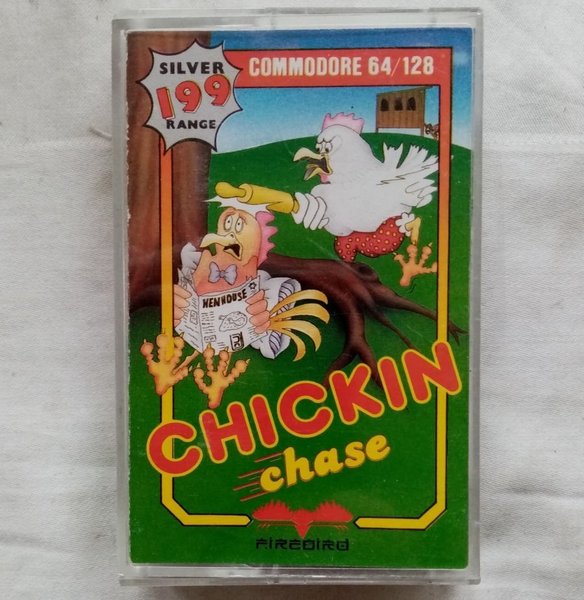 SILVER
199
RANGE
COMMODORE 64/128
HENHOUSE
CHICKIN
chase
FIREBIRD